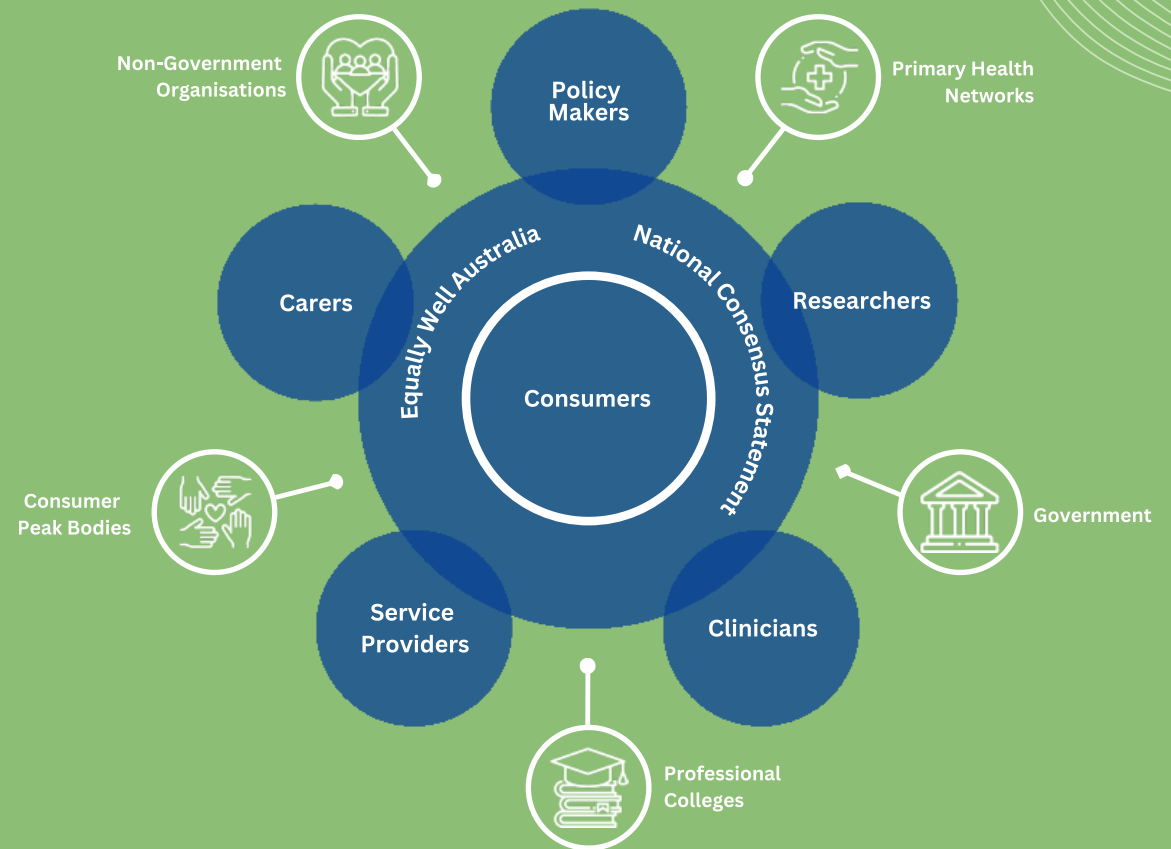 Non-Government
Organisations
Policy
Makers
Primary Health
Networks
Equally Well Australia
National Consensus Statement
Carers
Researchers
Consumers
Consumer
Peak Bodies
Government
Service
Providers
Clinicians
Professional
Colleges